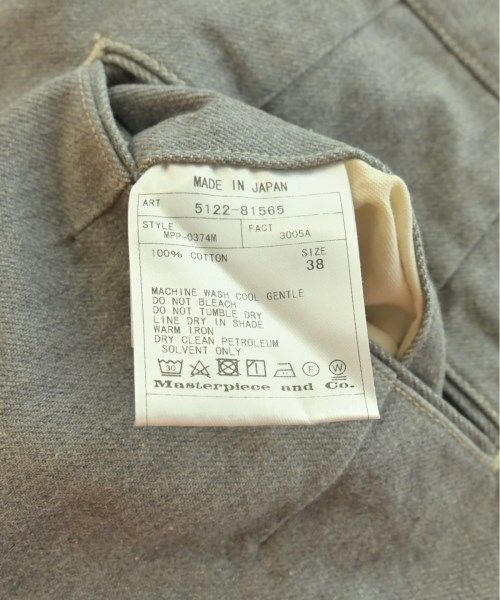 MADE IN JAPAN
ART 5122-81565
STYLE MPP-0374M FACT 3005A
100% COTTON SIZE 38
MACHINE WASH COOL GENTLE
DO NOT BLEACH
DO NOT TUMBLE DRY
LINE DRY IN SHADE
WARM IRON
DRY CLEAN PETROLEUM
SOLVENT ONLY
30 F W
Masterpiece and Co.